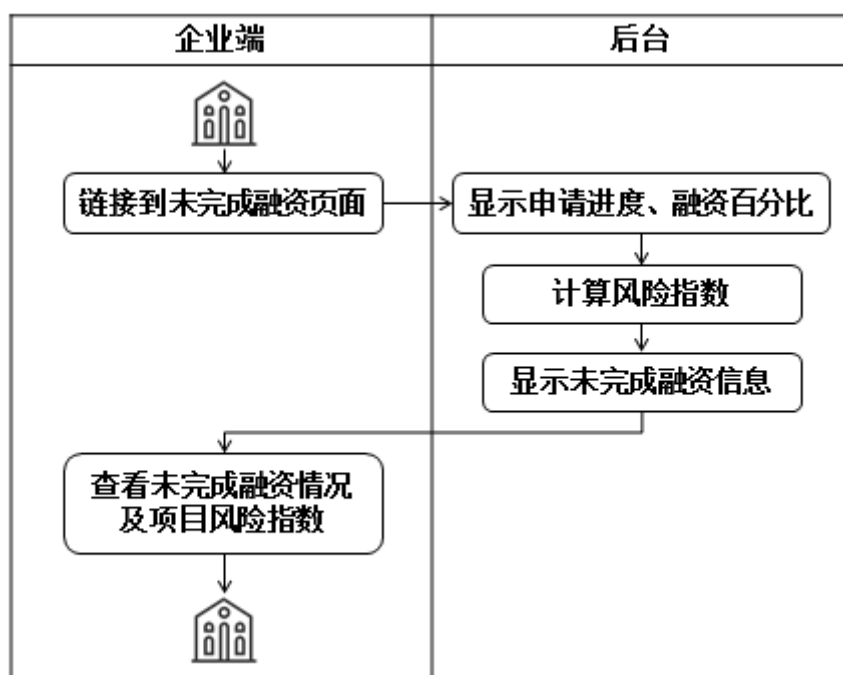 企业端
后台
链接到未完成融资页面
显示申请进度、融资百分比
计算风险指数
显示未完成融资信息
查看未完成融资情况
及项目风险指数